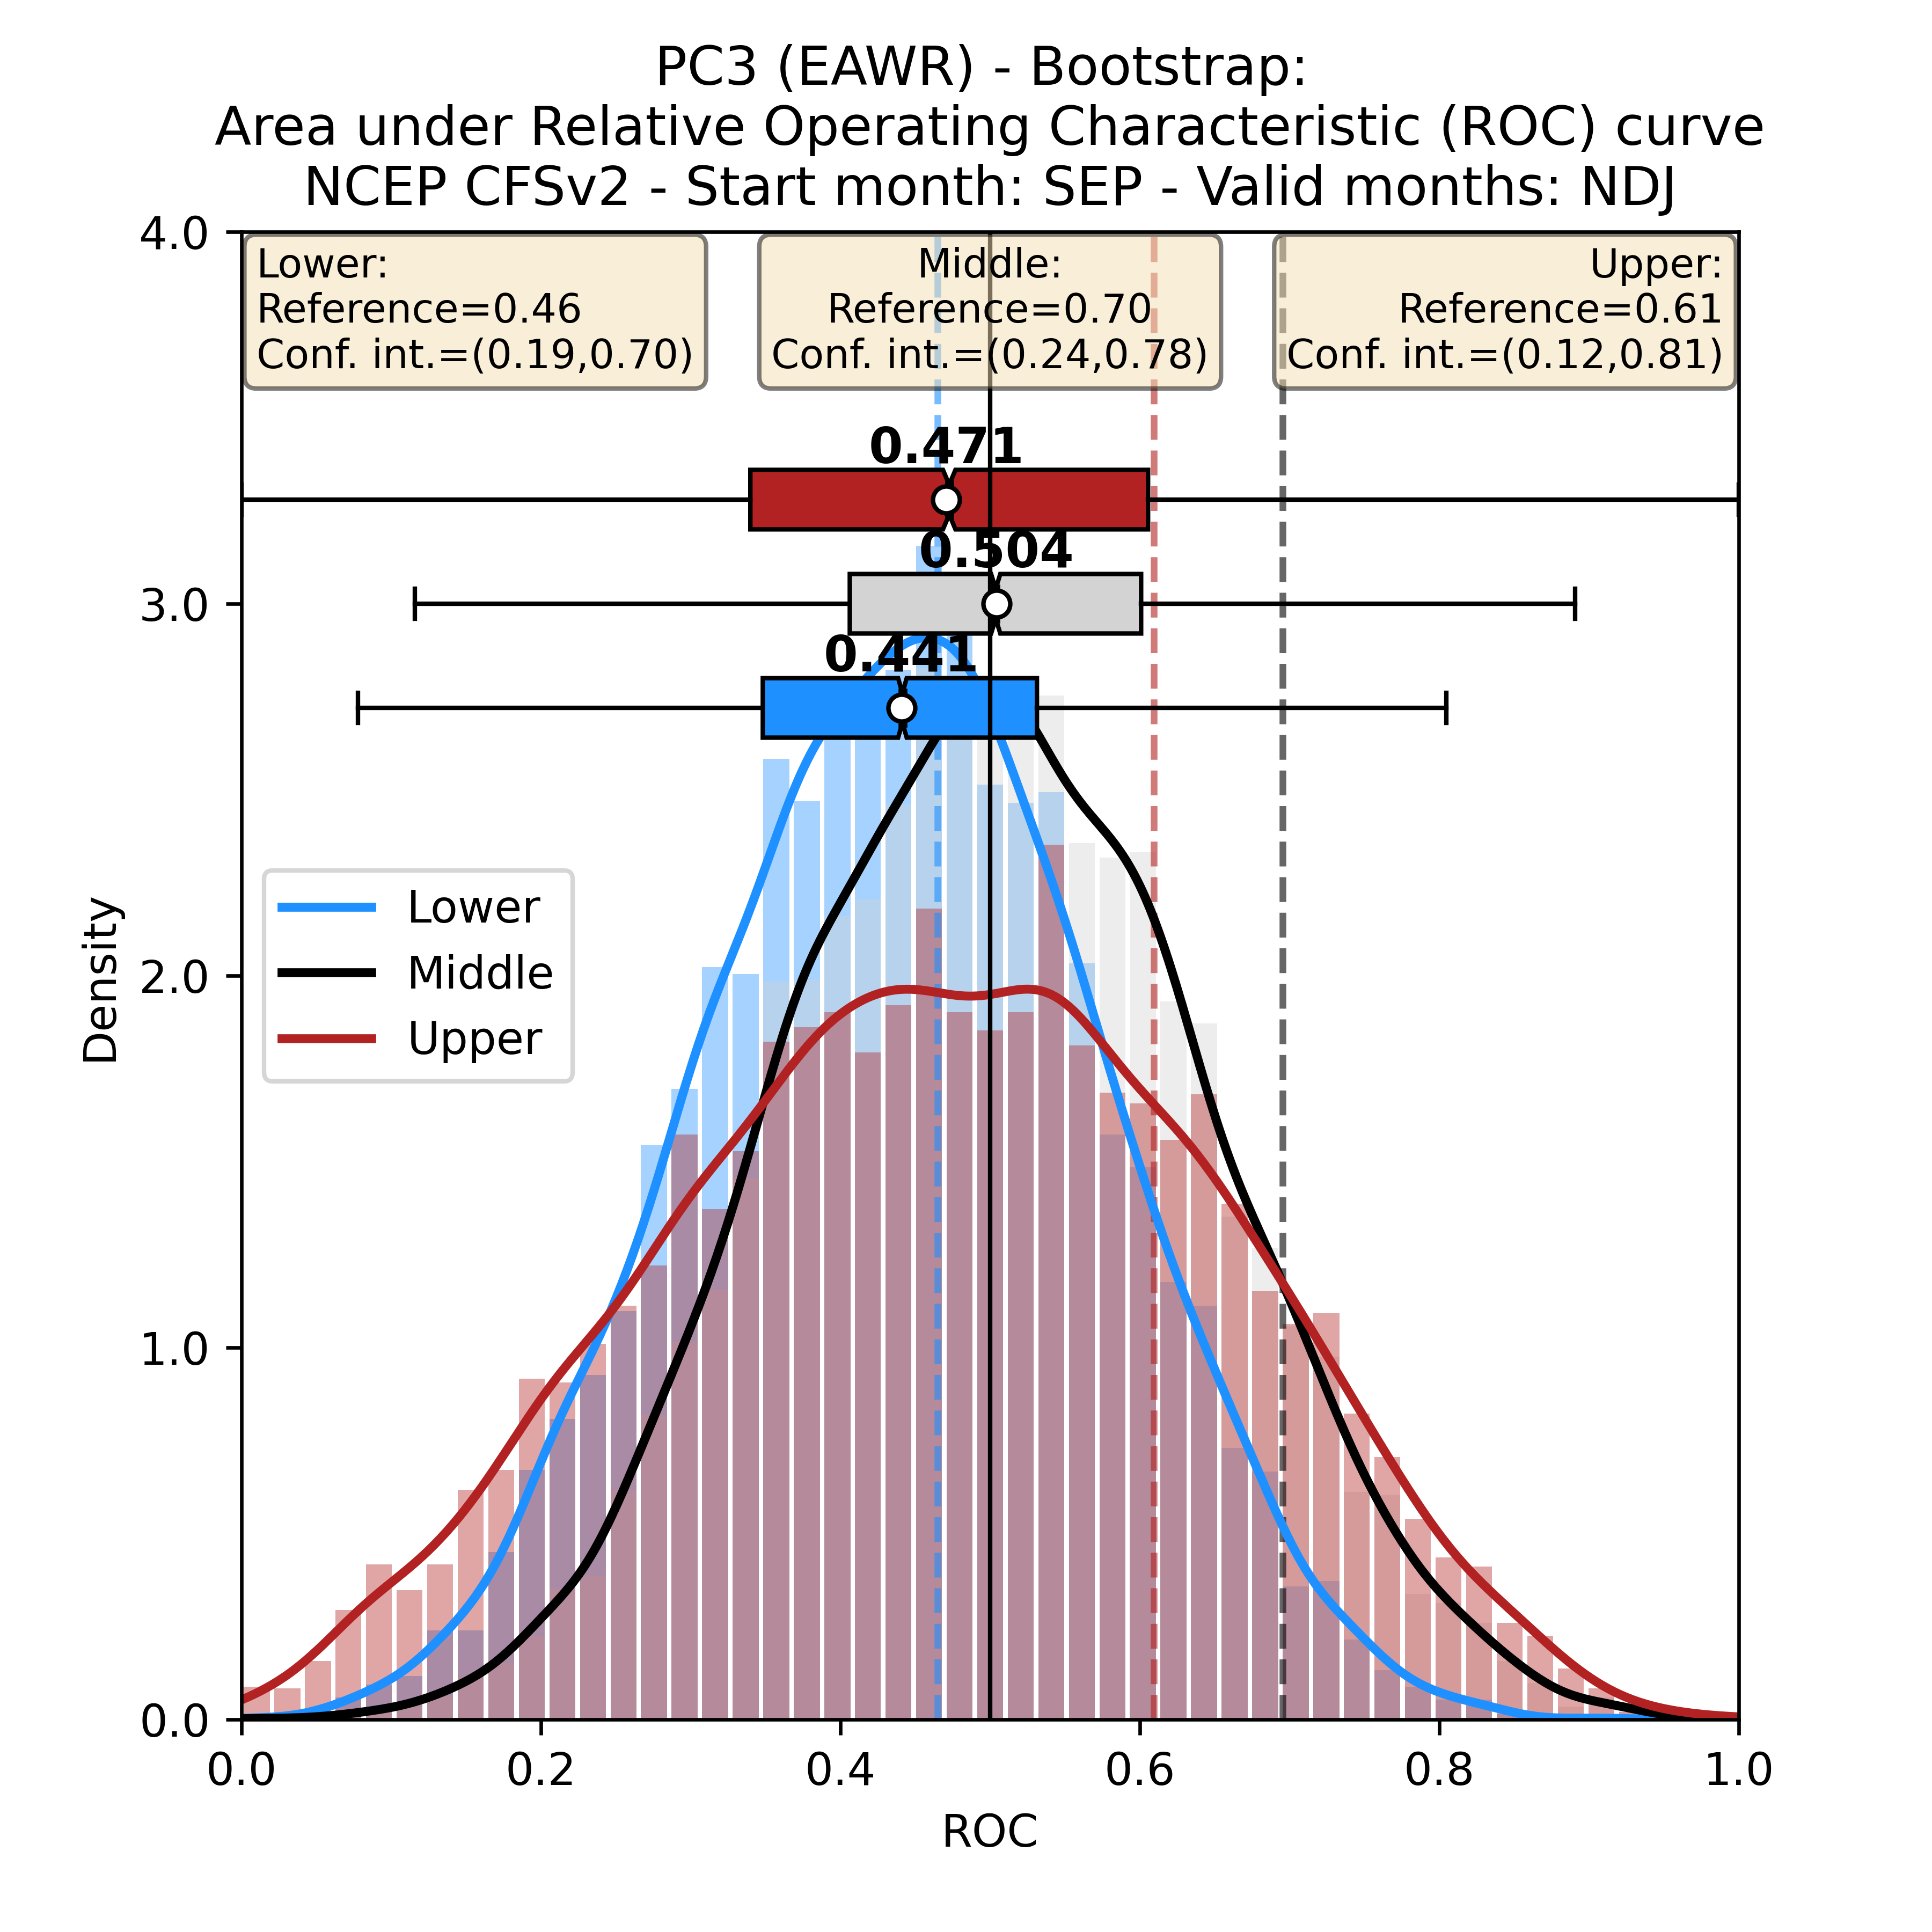 PC3 (EAWR) - Bootstrap:
Area under Relative Operating Characteristic (ROC) curve
NCEP CFSv2 - Start month: SEP - Valid months: NDJ
Lower:
Reference=0.46
Conf. int.=(0.19,0.70)
Middle:
Reference=0.70
Conf. int.=(0.24,0.78)
Upper:
Reference=0.61
Conf. int.=(0.12,0.81)
0.471
0.504
0.441
4.0
3.0
2.0
1.0
0.0
Density
Lower
Middle
Upper
0.0
0.2
0.4
0.6
0.8
1.0
ROC